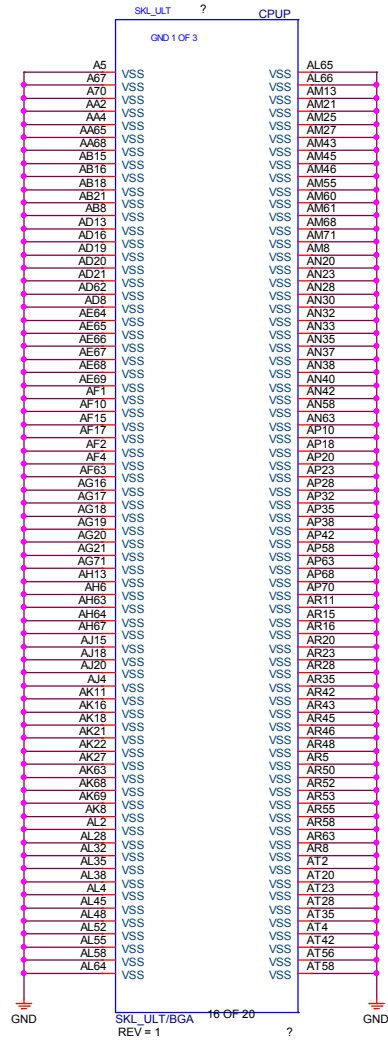 SKL_ULT ? CPUP
GND 1 OF 3
A5 VSS VSS AL65
A67 VSS VSS AL66
A70 VSS VSS AM13
AA2 VSS VSS AM21
AA4 VSS VSS AM25
AA65 VSS VSS AM27
AA68 VSS VSS AM43
AB15 VSS VSS AM45
AB16 VSS VSS AM46
AB18 VSS VSS AM55
AB21 VSS VSS AM60
AB8 VSS VSS AM61
AD13 VSS VSS AM68
AD16 VSS VSS AM71
AD19 VSS VSS AM8
AD20 VSS VSS AN20
AD21 VSS VSS AN23
AD62 VSS VSS AN28
AD8 VSS VSS AN30
AE64 VSS VSS AN32
AE65 VSS VSS AN33
AE66 VSS VSS AN35
AE67 VSS VSS AN37
AE68 VSS VSS AN38
AE69 VSS VSS AN40
AF1 VSS VSS AN42
AF10 VSS VSS AN58
AF15 VSS VSS AN63
AF17 VSS VSS AP10
AF2 VSS VSS AP18
AF4 VSS VSS AP20
AF63 VSS VSS AP23
AG16 VSS VSS AP28
AG17 VSS VSS AP32
AG18 VSS VSS AP35
AG19 VSS VSS AP38
AG20 VSS VSS AP42
AG21 VSS VSS AP58
AG71 VSS VSS AP63
AH13 VSS VSS AP68
AH6 VSS VSS AP70
AH63 VSS VSS AR11
AH64 VSS VSS AR15
AH67 VSS VSS AR16
AJ15 VSS VSS AR20
AJ18 VSS VSS AR23
AJ20 VSS VSS AR28
AJ4 VSS VSS AR35
AK11 VSS VSS AR42
AK16 VSS VSS AR43
AK18 VSS VSS AR45
AK21 VSS VSS AR46
AK22 VSS VSS AR48
AK27 VSS VSS AR5
AK63 VSS VSS AR50
AK68 VSS VSS AR52
AK69 VSS VSS AR53
AK8 VSS VSS AR55
AL2 VSS VSS AR58
AL28 VSS VSS AR63
AL32 VSS VSS AR8
AL35 VSS VSS AT2
AL38 VSS VSS AT20
AL4 VSS VSS AT23
AL45 VSS VSS AT28
AL48 VSS VSS AT35
AL52 VSS VSS AT4
AL55 VSS VSS AT42
AL58 VSS VSS AT56
AL64 VSS VSS AT58
GND SKL_ULT/BGA 16 OF 20 GND
REV = 1 ?